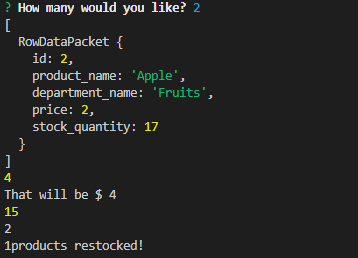 ? How many would you like? 2
[
  RowDataPacket {
    id: 2,
    product_name: 'Apple',
    department_name: 'Fruits',
    price: 2,
    stock_quantity: 17
  }
]
4
That will be $ 4
15
2
1products restocked!